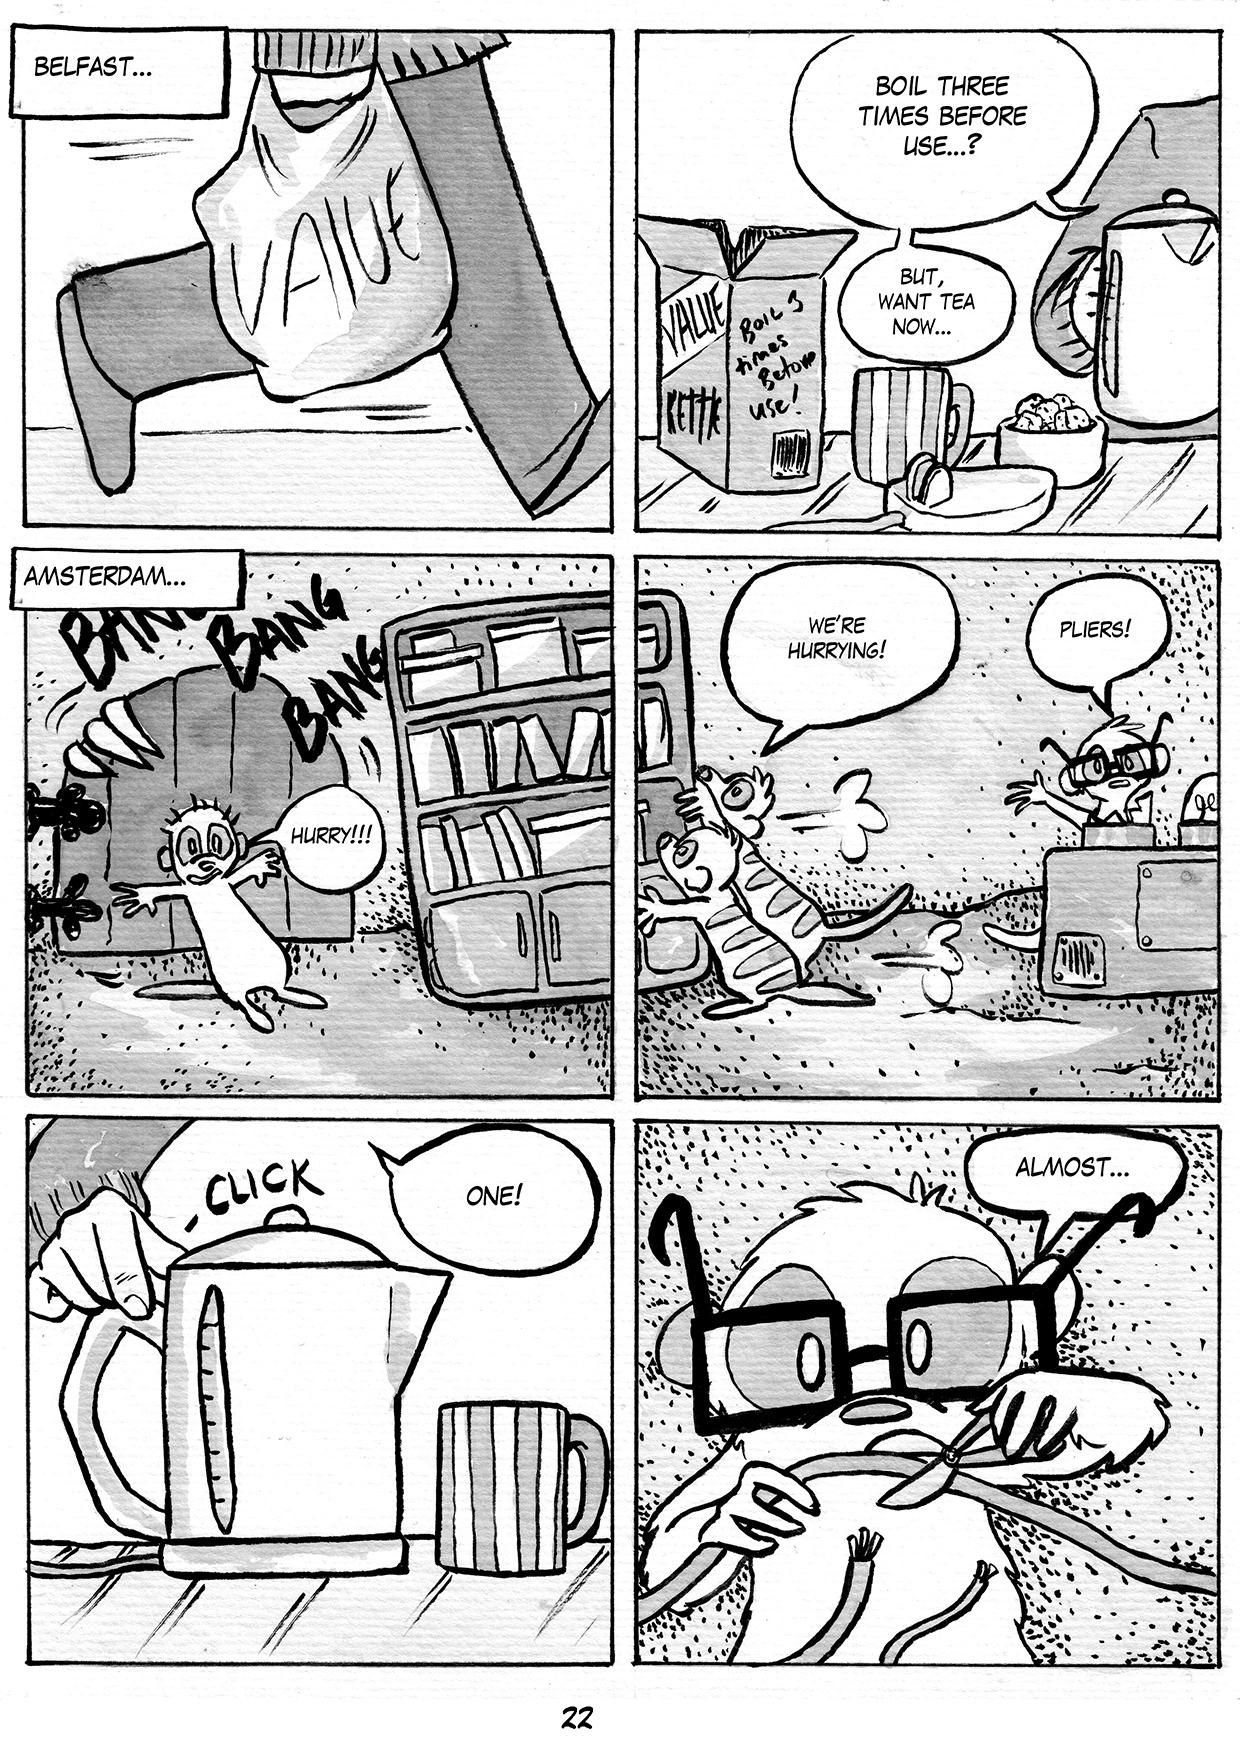 BELFAST...
VALUE
BOIL THREE
TIMES BEFORE
USE...?
BUT,
WANT TEA
NOW...
VALUE
KETTLE
BOIL 3
times
Before
use!
AMSTERDAM...
BANG
BANG
BANG
HURRY!!!
WE'RE
HURRYING!
PLIERS!
CLICK
ONE!
ALMOST...
22